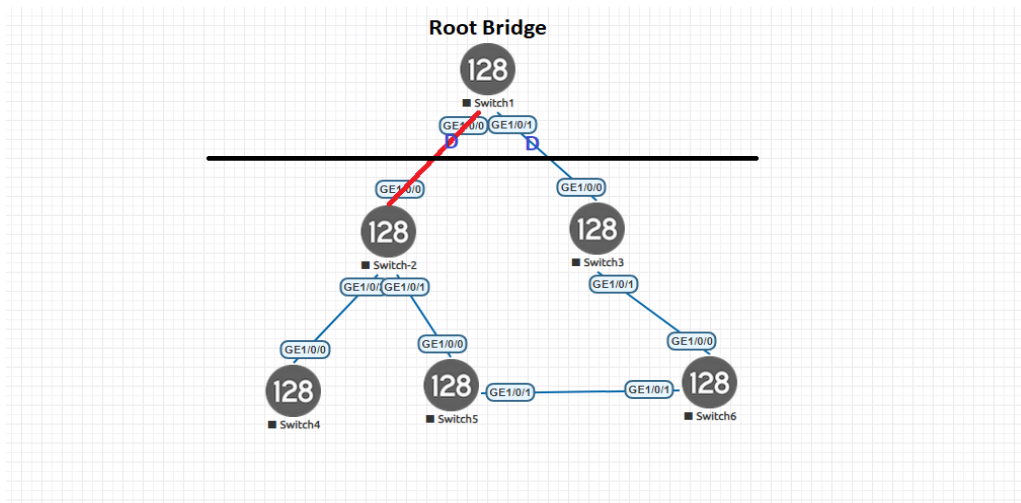 Root Bridge
128
■ Switch1
GE1/0/0 GE1/0/1
D D
GE1/0/0 GE1/0/0
128 128
■ Switch-2 ■ Switch3
GE1/0/ GE1/0/1 GE1/0/1
GE1/0/0 GE1/0/0 GE1/0/0
128 128 128
GE1/0/1 GE1/0/1
■ Switch4 ■ Switch5 ■ Switch6